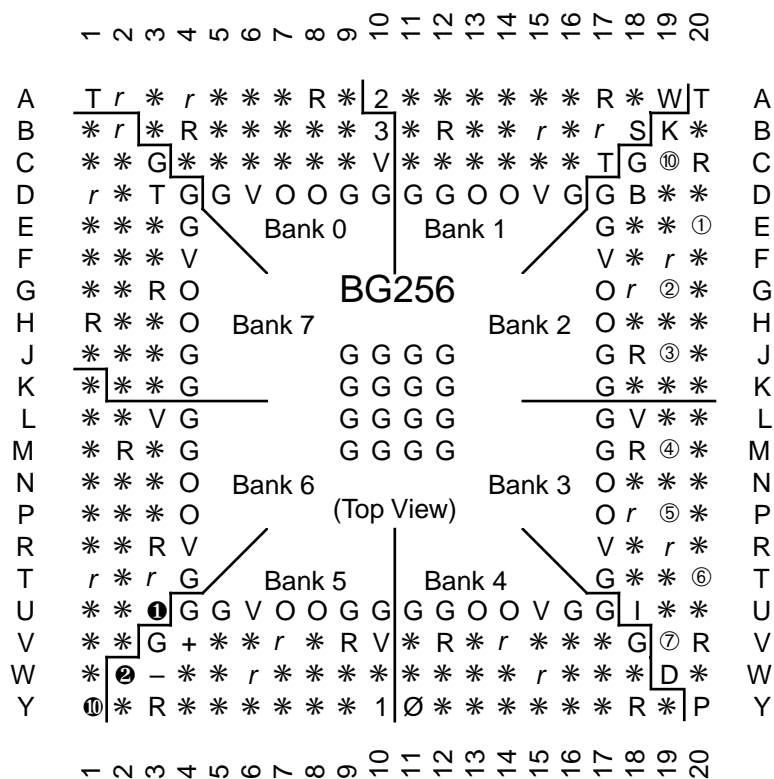 1 2 3 4 5 6 7 8 9 10 11 12 13 14 15 16 17 18 19 20
A T r * r * * * R * 2 * * * * * * R * W T A
B * r * R * * * * * 3 * R * * r * r S K * B
C * * G * * * * * * V * * * * * * T G ⑩ R C
D r * T G G V O O G G G G O O V G G B * * D
E * * * G Bank 0 Bank 1 G * * ① E
F * * * V V * r * F
G * * R O BG256 O r ② * G
H R * * O Bank 7 Bank 2 O * * * H
J * * * G G G G G G R ③ * J
K * * * G G G G G G * * * K
L * * V G G G G G G V * * L
M * R * G G G G G G R ④ * M
N * * * O Bank 6 Bank 3 O * * * N
P * * * O (Top View) O r ⑤ * P
R * * R V V * r * R
T r * r G Bank 5 Bank 4 G * * ⑥ T
U * * ❶ G G V O O G G G G O O V G G I * * U
V * * G + * * r * R V * R * r * * * G ⑦ R V
W * ❷ – * * r * * * * * * * * r * * * D * W
Y ❿ * R * * * * * * 1 Ø * * * * * * R * P Y
1 2 3 4 5 6 7 8 9 10 11 12 13 14 15 16 17 18 19 20